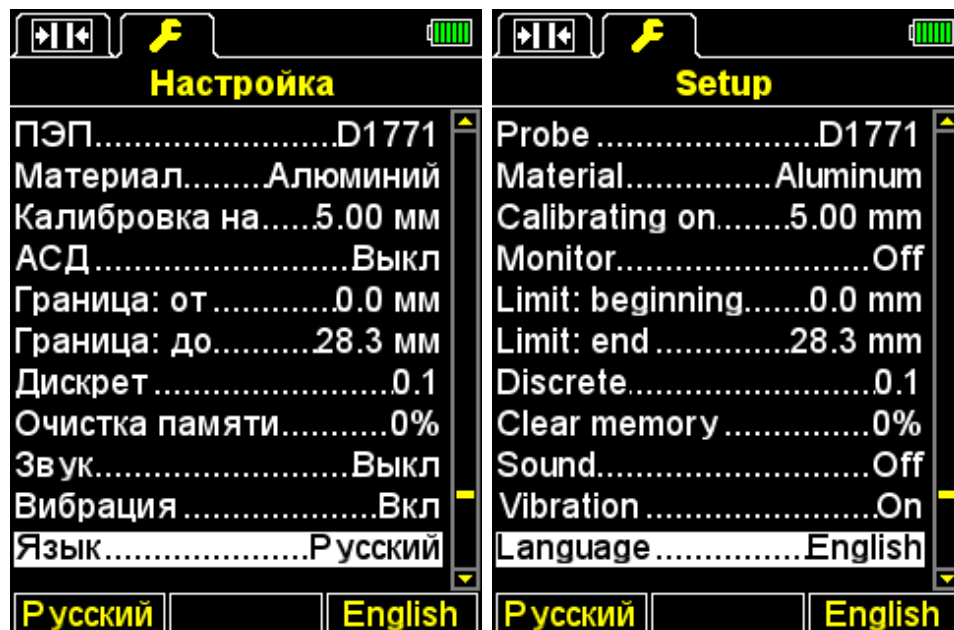 Настройка
ПЭП........................D1771
Материал.........Алюминий
Калибровка на......5.00 мм
АСД..........................Выкл
Граница: от ............0.0 мм
Граница: до..........28.3 мм
Дискрет ........................0.1
Очистка памяти...........0%
Звук..........................Выкл
Вибрация ....................Вкл
Язык.....................Русский
Русский
English
Setup
Probe .......................D1771
Material...............Aluminum
Calibrating on........5.00 mm
Monitor..........................Off
Limit: beginning.......0.0 mm
Limit: end ..............28.3 mm
Discrete.........................0.1
Clear memory ...............0%
Sound............................Off
Vibration .......................On
Language................English
Русский
English